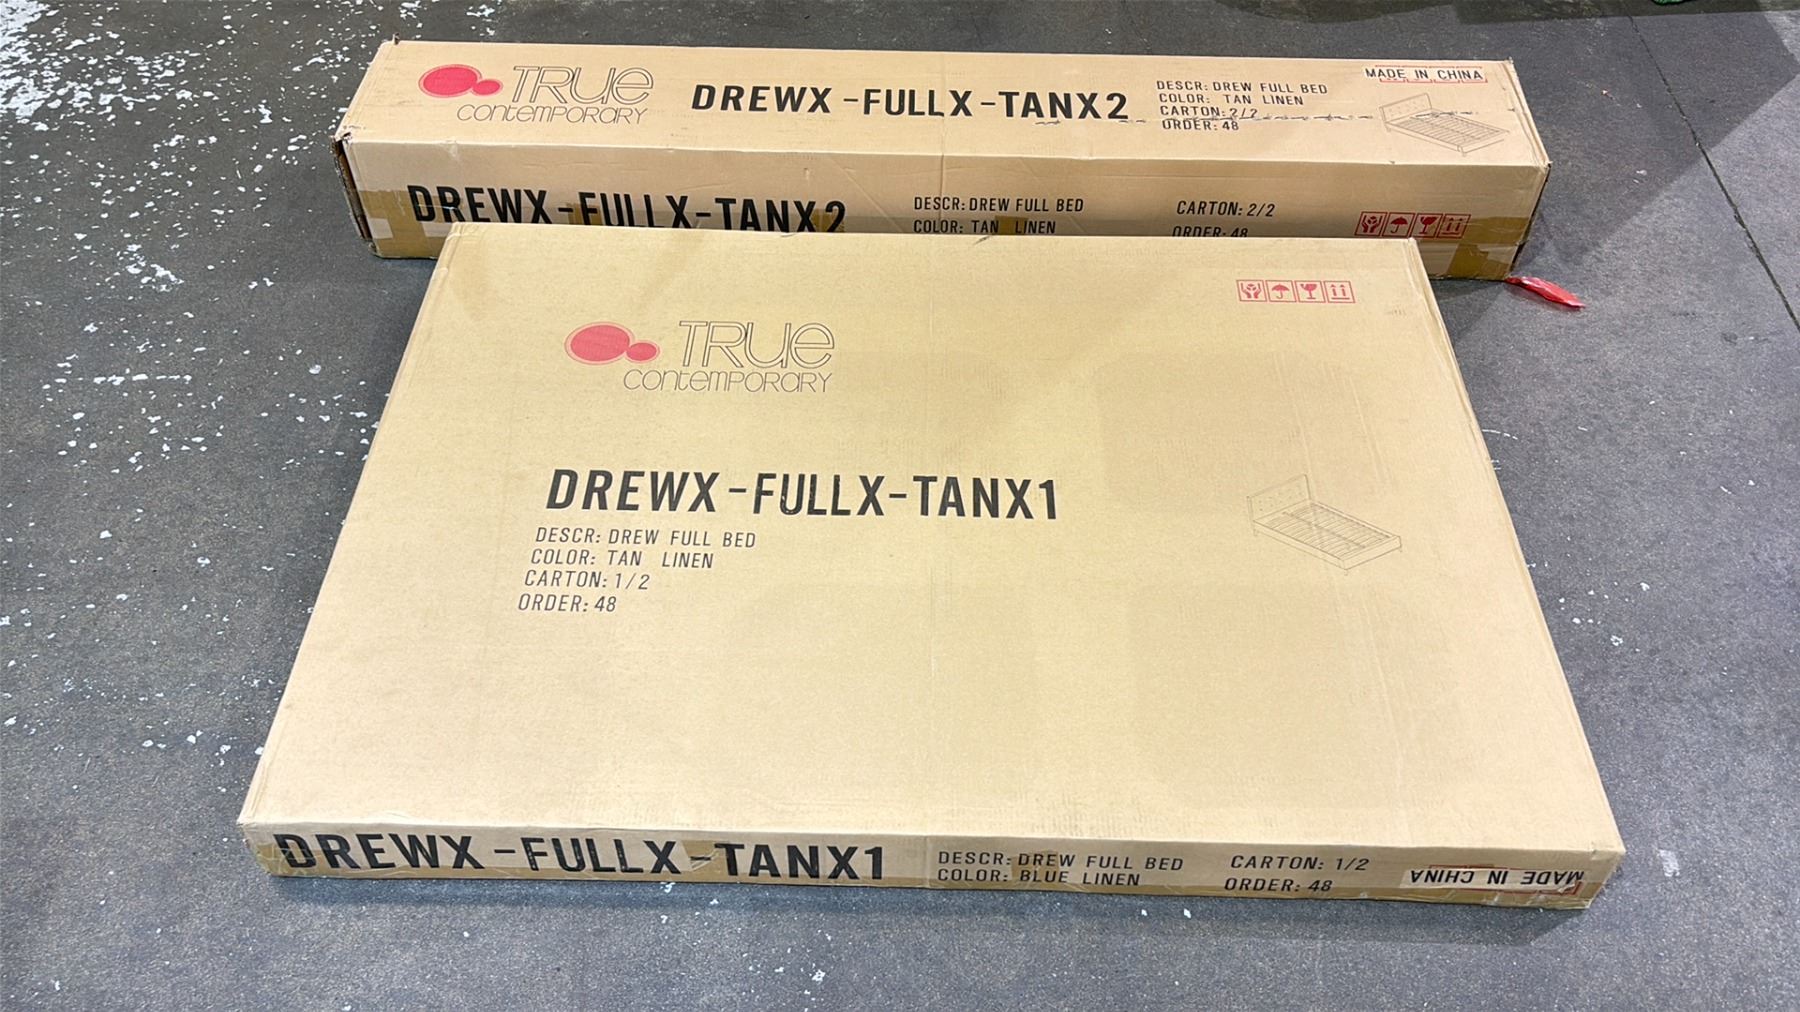 TRUE
CONTEMPORARY
DREWX-FULLX-TANX2
DESCR: DREW FULL BED
COLOR: TAN LINEN
CARTON: 2/2
ORDER: 48
MADE IN CHINA
DREWX-FULLX-TANX2
DESCR: DREW FULL BED
COLOR: TAN LINEN
CARTON: 2/2
ORDER: 48
TRUE
CONTEMPORARY
DREWX-FULLX-TANX1
DESCR: DREW FULL BED
COLOR: TAN LINEN
CARTON: 1/2
ORDER: 48
DREWX-FULLX-TANX1
DESCR: DREW FULL BED
COLOR: BLUE LINEN
CARTON: 1/2
ORDER: 48
MADE IN CHINA